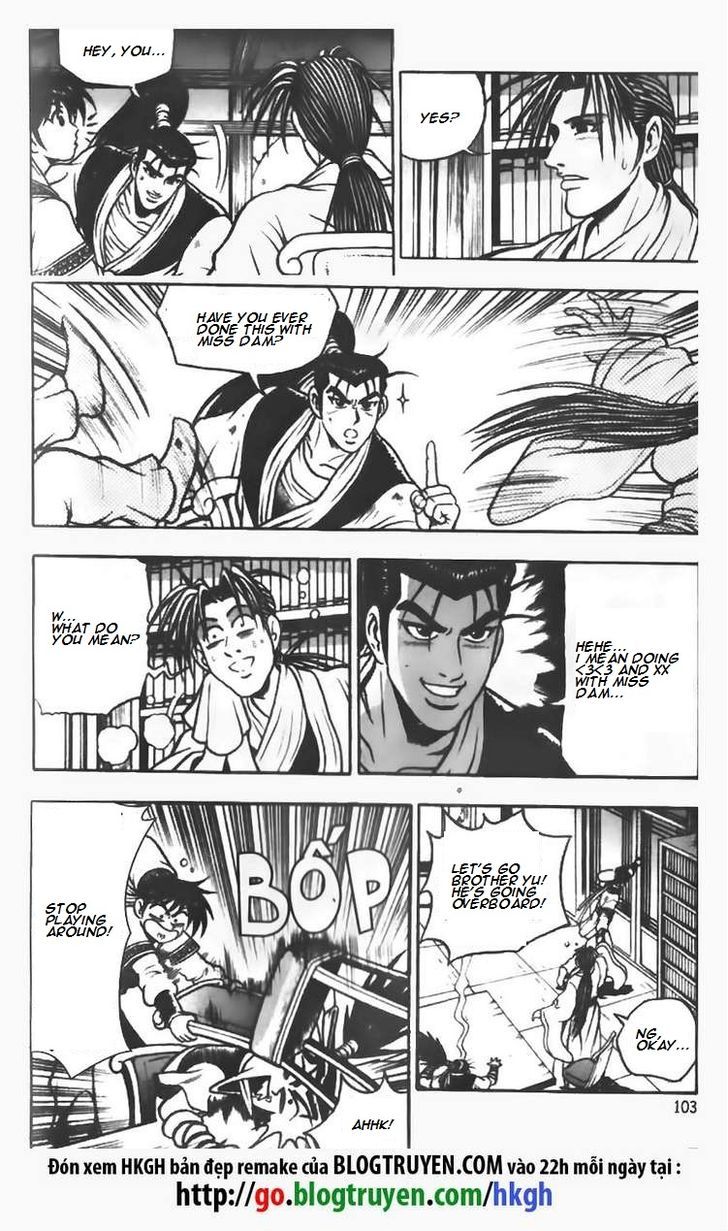 HEY, YOU...
YES?
HAVE YOU EVER
DONE THIS WITH
MISS DAM?
W...
WHAT DO
YOU MEAN?
HEHE...
I MEAN DOING
<3<3 AND XX
WITH MISS
DAM...
STOP
PLAYING
AROUND!
BỐP
AHHK!
LET'S GO
BROTHER YU!
HE'S GOING
OVERBOARD!
NG,
OKAY...
103
Đón xem HKGH bản đẹp remake của BLOGTRUYEN.COM vào 22h mỗi ngày tại :
http://go.blogtruyen.com/hkgh